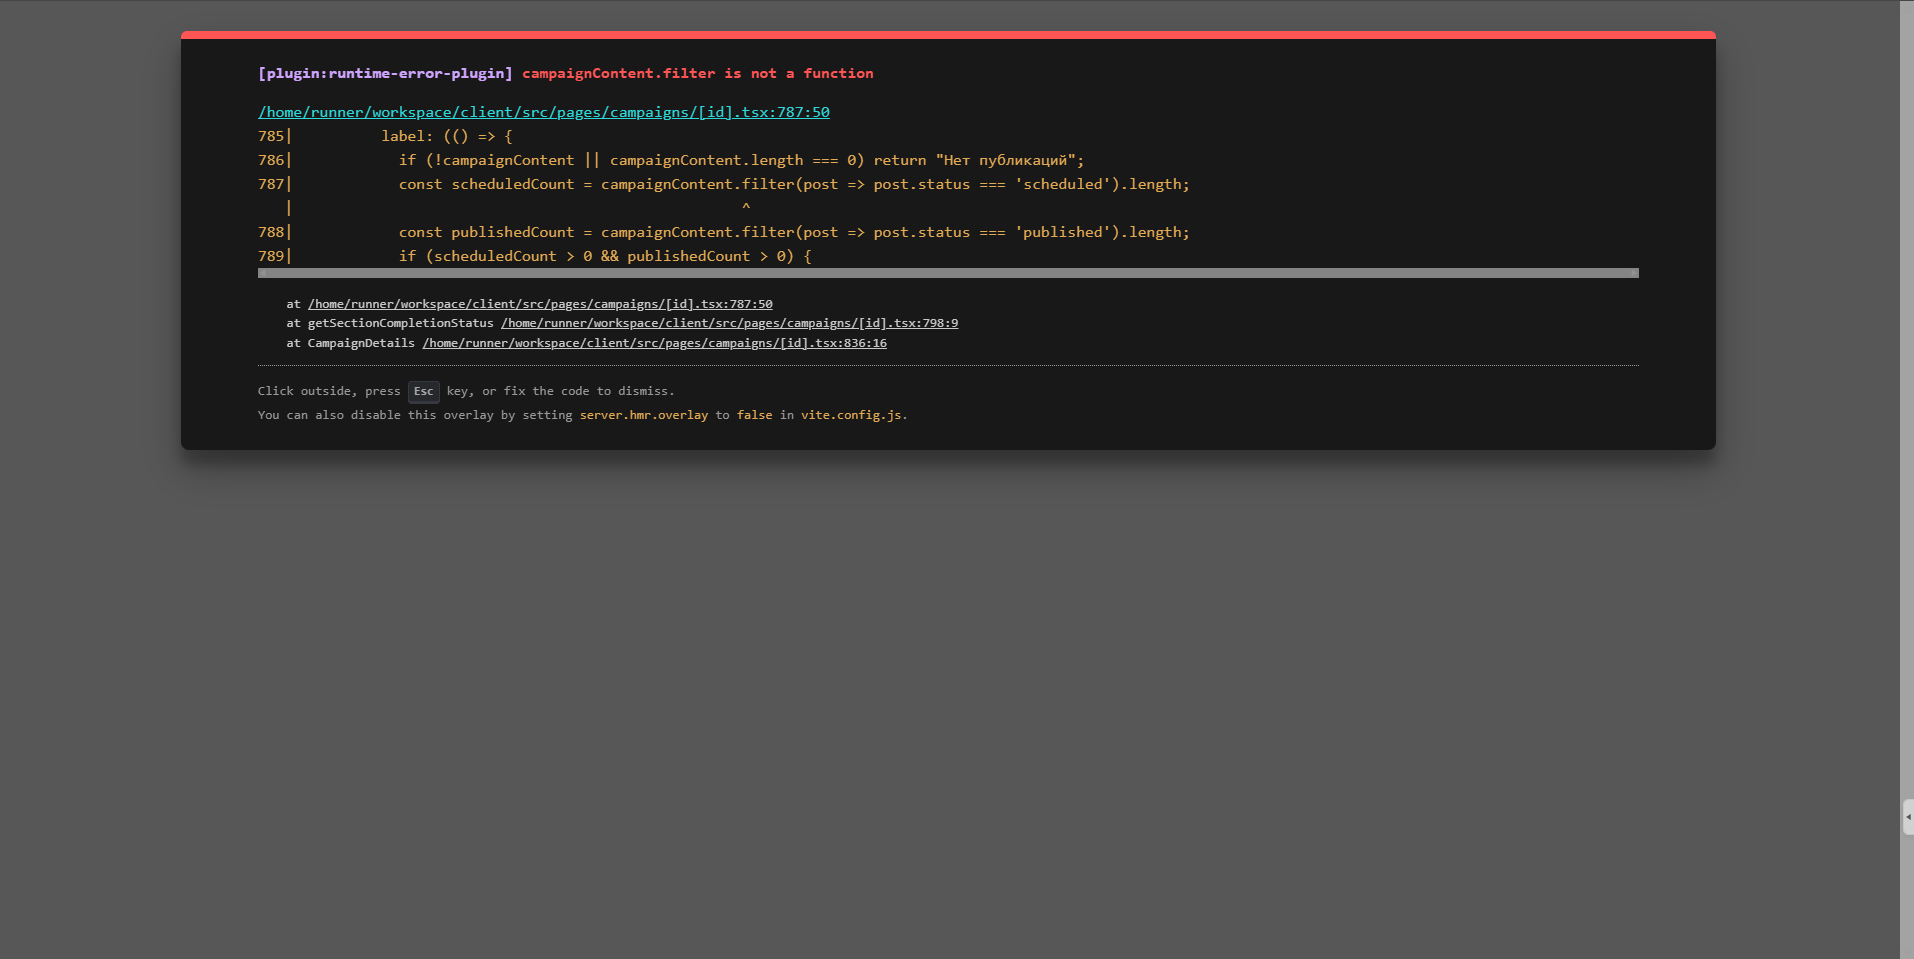 [plugin:runtime-error-plugin] campaignContent.filter is not a function
/home/runner/workspace/client/src/pages/campaigns/[id].tsx:787:50
785|          label: (() => {
786|            if (!campaignContent || campaignContent.length === 0) return "Нет публикаций";
787|            const scheduledCount = campaignContent.filter(post => post.status === 'scheduled').length;
   |                                                   ^
788|            const publishedCount = campaignContent.filter(post => post.status === 'published').length;
789|            if (scheduledCount > 0 && publishedCount > 0) {
at /home/runner/workspace/client/src/pages/campaigns/[id].tsx:787:50
at getSectionCompletionStatus /home/runner/workspace/client/src/pages/campaigns/[id].tsx:798:9
at CampaignDetails /home/runner/workspace/client/src/pages/campaigns/[id].tsx:836:16
Click outside, press Esc key, or fix the code to dismiss.
You can also disable this overlay by setting server.hmr.overlay to false in vite.config.js.